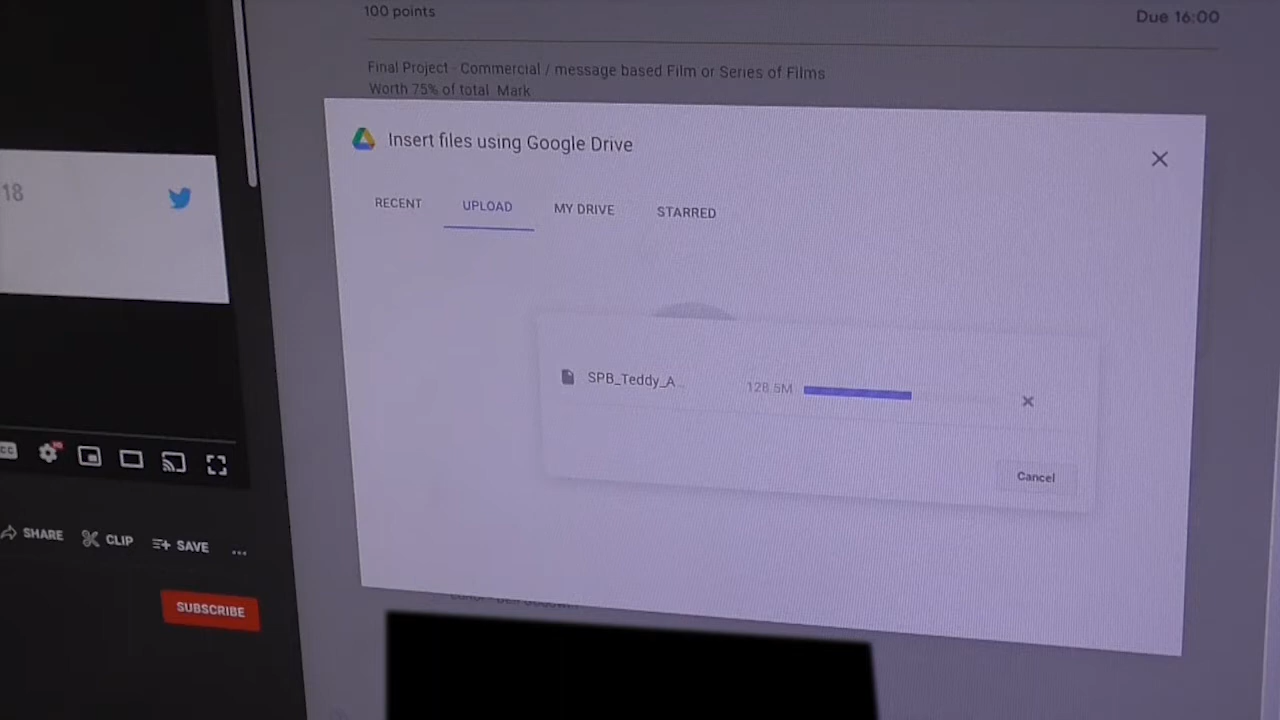 100 points
Due 16:00
Final Project - Commercial / message based Film or Series of Films
Worth 75% of total Mark
Insert files using Google Drive
RECENT
UPLOAD
MY DRIVE
STARRED
18
SPB_Teddy_A...
128.5M
Cancel
CC
HD
SHARE
CLIP
SAVE
SUBSCRIBE